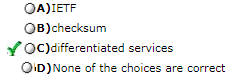 A)IETF
B)checksum
C)differentiated services
D)None of the choices are correct